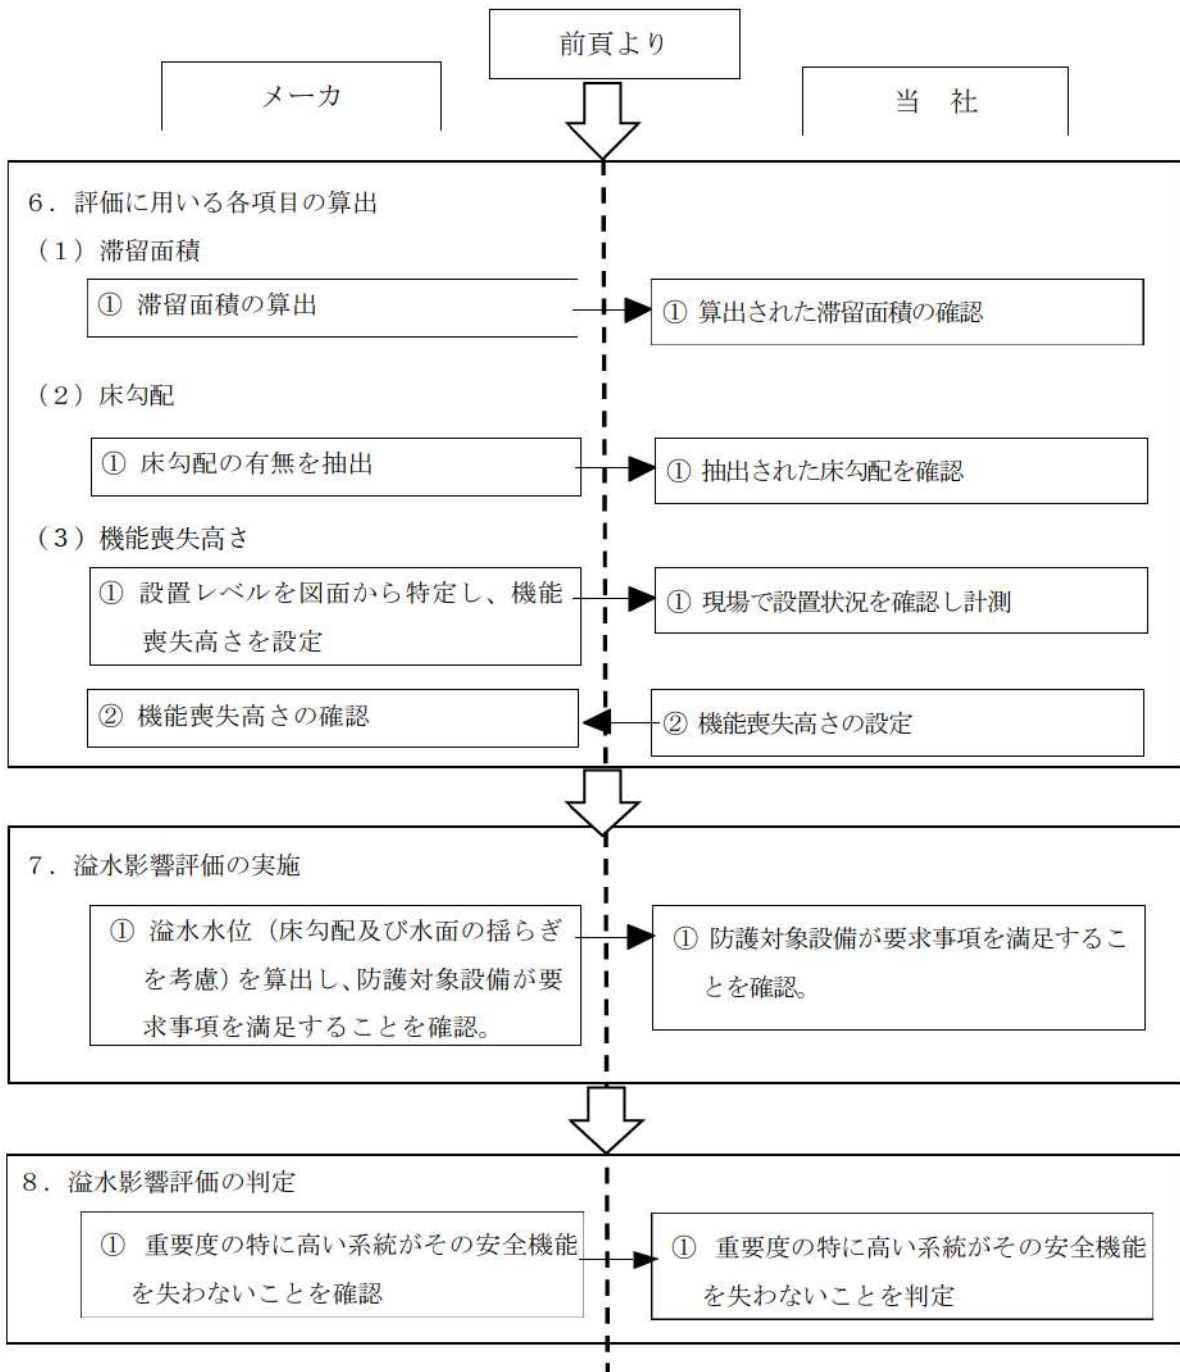 前頁より
メーカ
当　社
６．評価に用いる各項目の算出
（１）滞留面積
① 滞留面積の算出
① 算出された滞留面積の確認
（２）床勾配
① 床勾配の有無を抽出
① 抽出された床勾配を確認
（３）機能喪失高さ
① 設置レベルを図面から特定し、機能
喪失高さを設定
① 現場で設置状況を確認し計測
② 機能喪失高さの確認
② 機能喪失高さの設定
７．溢水影響評価の実施
① 溢水水位（床勾配及び水面の揺らぎ
を考慮）を算出し、防護対象設備が要
求事項を満足することを確認。
① 防護対象設備が要求事項を満足するこ
とを確認。
８．溢水影響評価の判定
① 重要度の特に高い系統がその安全機能
を失わないことを確認
① 重要度の特に高い系統がその安全機能
を失わないことを判定